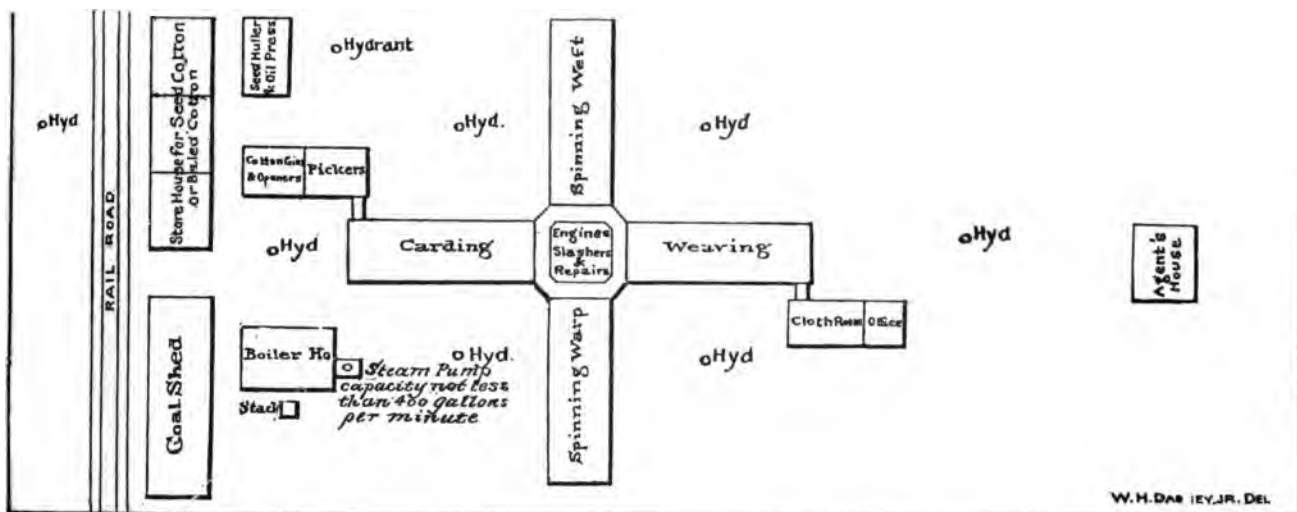 Hyd
RAIL ROAD
Store House for Seed Cotton
or Baled Cotton
Coal Shed
Seed Huller
& Oil Press
Hydrant
Cotton Gins
& Openers
Pickers
Hyd
Boiler Ho
Stack
Steam Pump
capacity not less
than 400 gallons
per minute
Hyd.
Hyd.
Carding
Spinning Weft
Engines
Slashers
&
Repairs
Spinning Warp
Weaving
Hyd
Hyd
Cloth Room
Office
Hyd
Agent's
House
W.H. JR. DEL